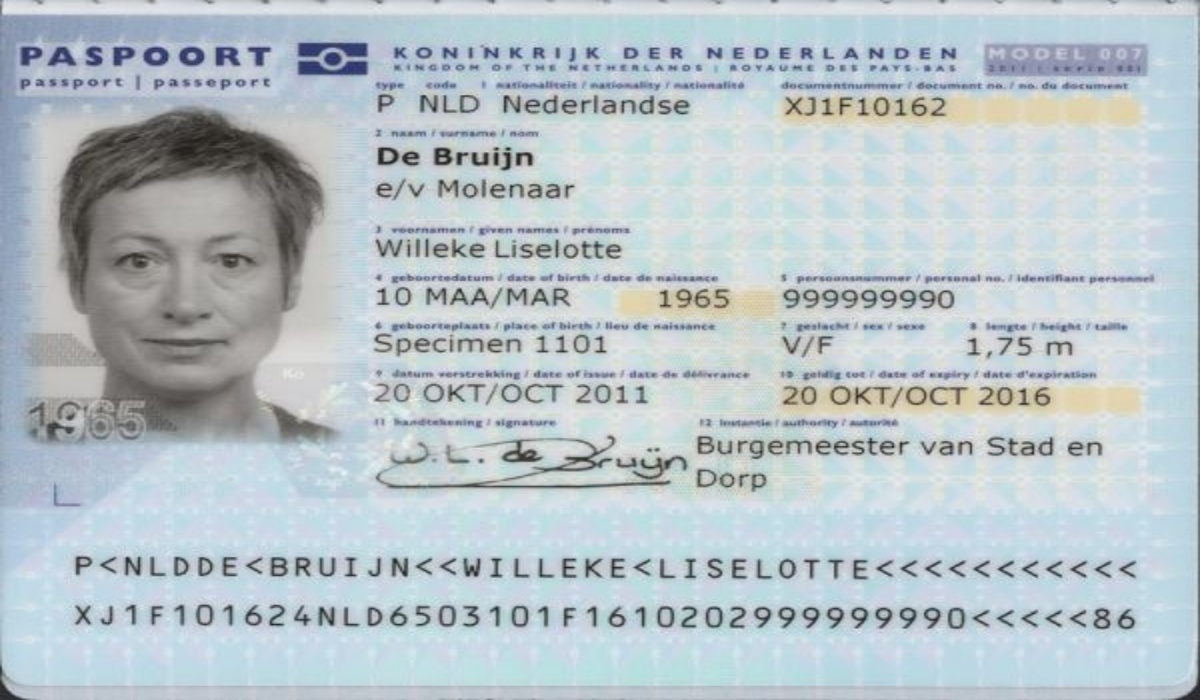 PASPOORT
passport | passeport
KONINKRIJK DER NEDERLANDEN
KINGDOM OF THE NETHERLANDS | ROYAUME DES PAYS-BAS
MODEL 007
type code 1 nationaliteit / nationality / nationalité documentnummer / document no. / no. du document
P NLD Nederlandse XJ1F10162
2 naam / surname / nom
De Bruijn
e/v Molenaar
3 voornamen / given names / prénoms
Willeke Liselotte
4 geboortedatum / date of birth / date de naissance 5 persoonsnummer / personal no. / identifiant personnel
10 MAA/MAR 1965 999999990
6 geboorteplaats / place of birth / lieu de naissance 7 geslacht / sex / sexe 8 lengte / height / taille
Specimen 1101 V/F 1,75 m
9 datum verstrekking / date of issue / date de délivrance 10 geldig tot / date of expiry / date d'expiration
20 OKT/OCT 2011 20 OKT/OCT 2016
11 handtekening / signature 12 instantie / authority / autorité
W.L. de Bruijn Burgemeester van Stad en
Dorp
1965
P<NLDDE<BRUIJN<<WILLEKE<LISELOTTE<<<<<<<<<<<
XJ1F101624NLD6503101F1610202999999990<<<<<86